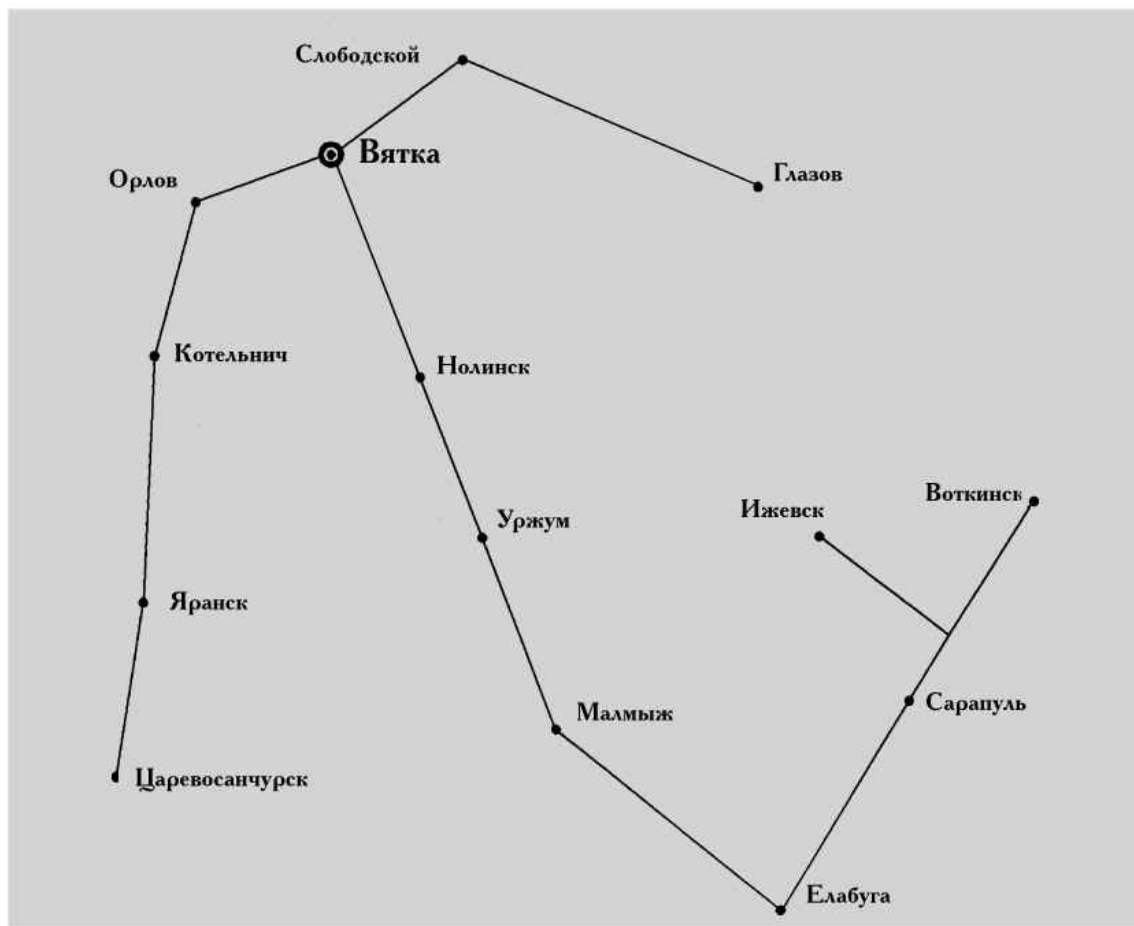 Слободской
Вятка
Глазов
Орлов
Котельнич
Нолинск
Воткинск
Ижевск
Уржум
Яранск
Сарапуль
Малмыж
Царевосанчурск
Елабуга